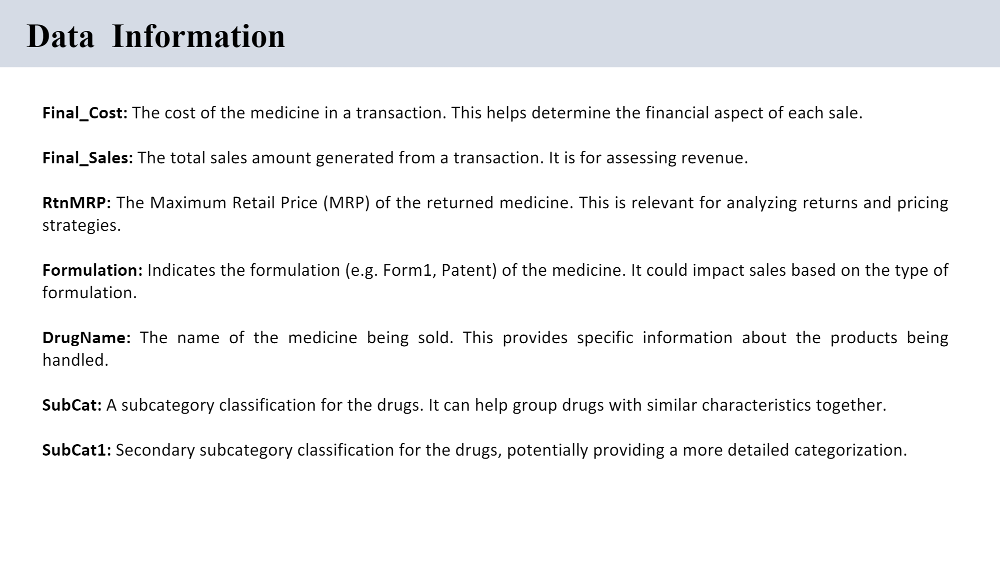 Data Information
Final_Cost: The cost of the medicine in a transaction. This helps determine the financial aspect of each sale.
Final_Sales: The total sales amount generated from a transaction. It is for assessing revenue.
RtnMRP: The Maximum Retail Price (MRP) of the returned medicine. This is relevant for analyzing returns and pricing
strategies.
Formulation: Indicates the formulation (e.g. Form1, Patent) of the medicine. It could impact sales based on the type of
formulation.
DrugName: The name of the medicine being sold. This provides specific information about the products being
handled.
SubCat: A subcategory classification for the drugs. It can help group drugs with similar characteristics together.
SubCat1: Secondary subcategory classification for the drugs, potentially providing a more detailed categorization.